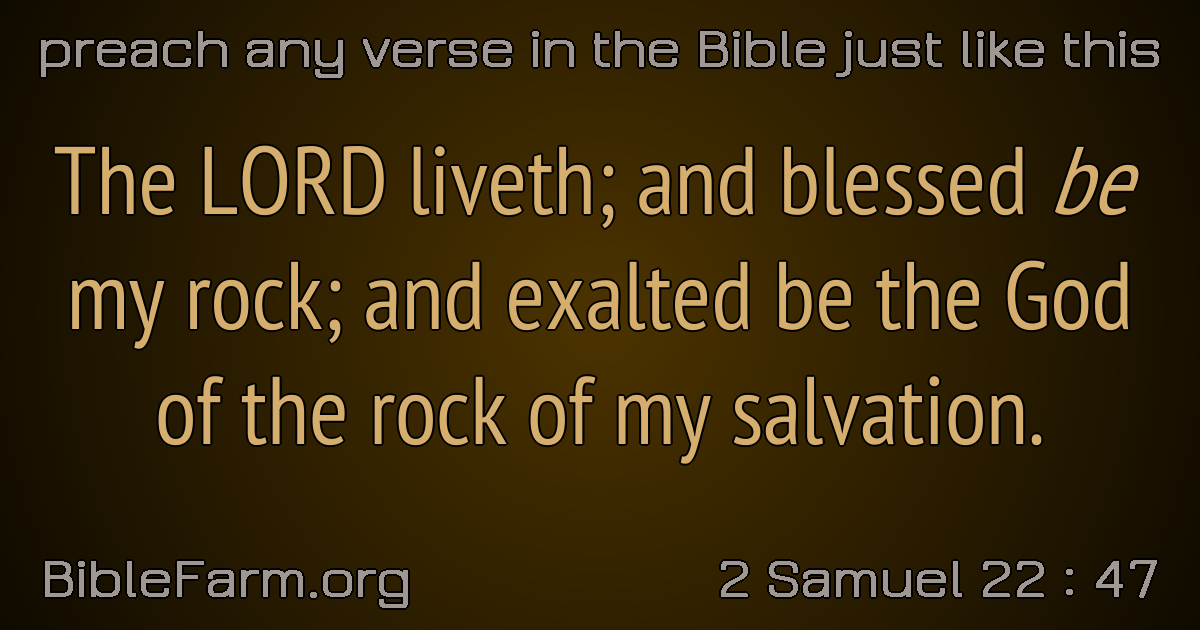 preach any verse in the Bible just like this
The LORD liveth; and blessed be
my rock; and exalted be the God
of the rock of my salvation.
BibleFarm.org
2 Samuel 22 : 47